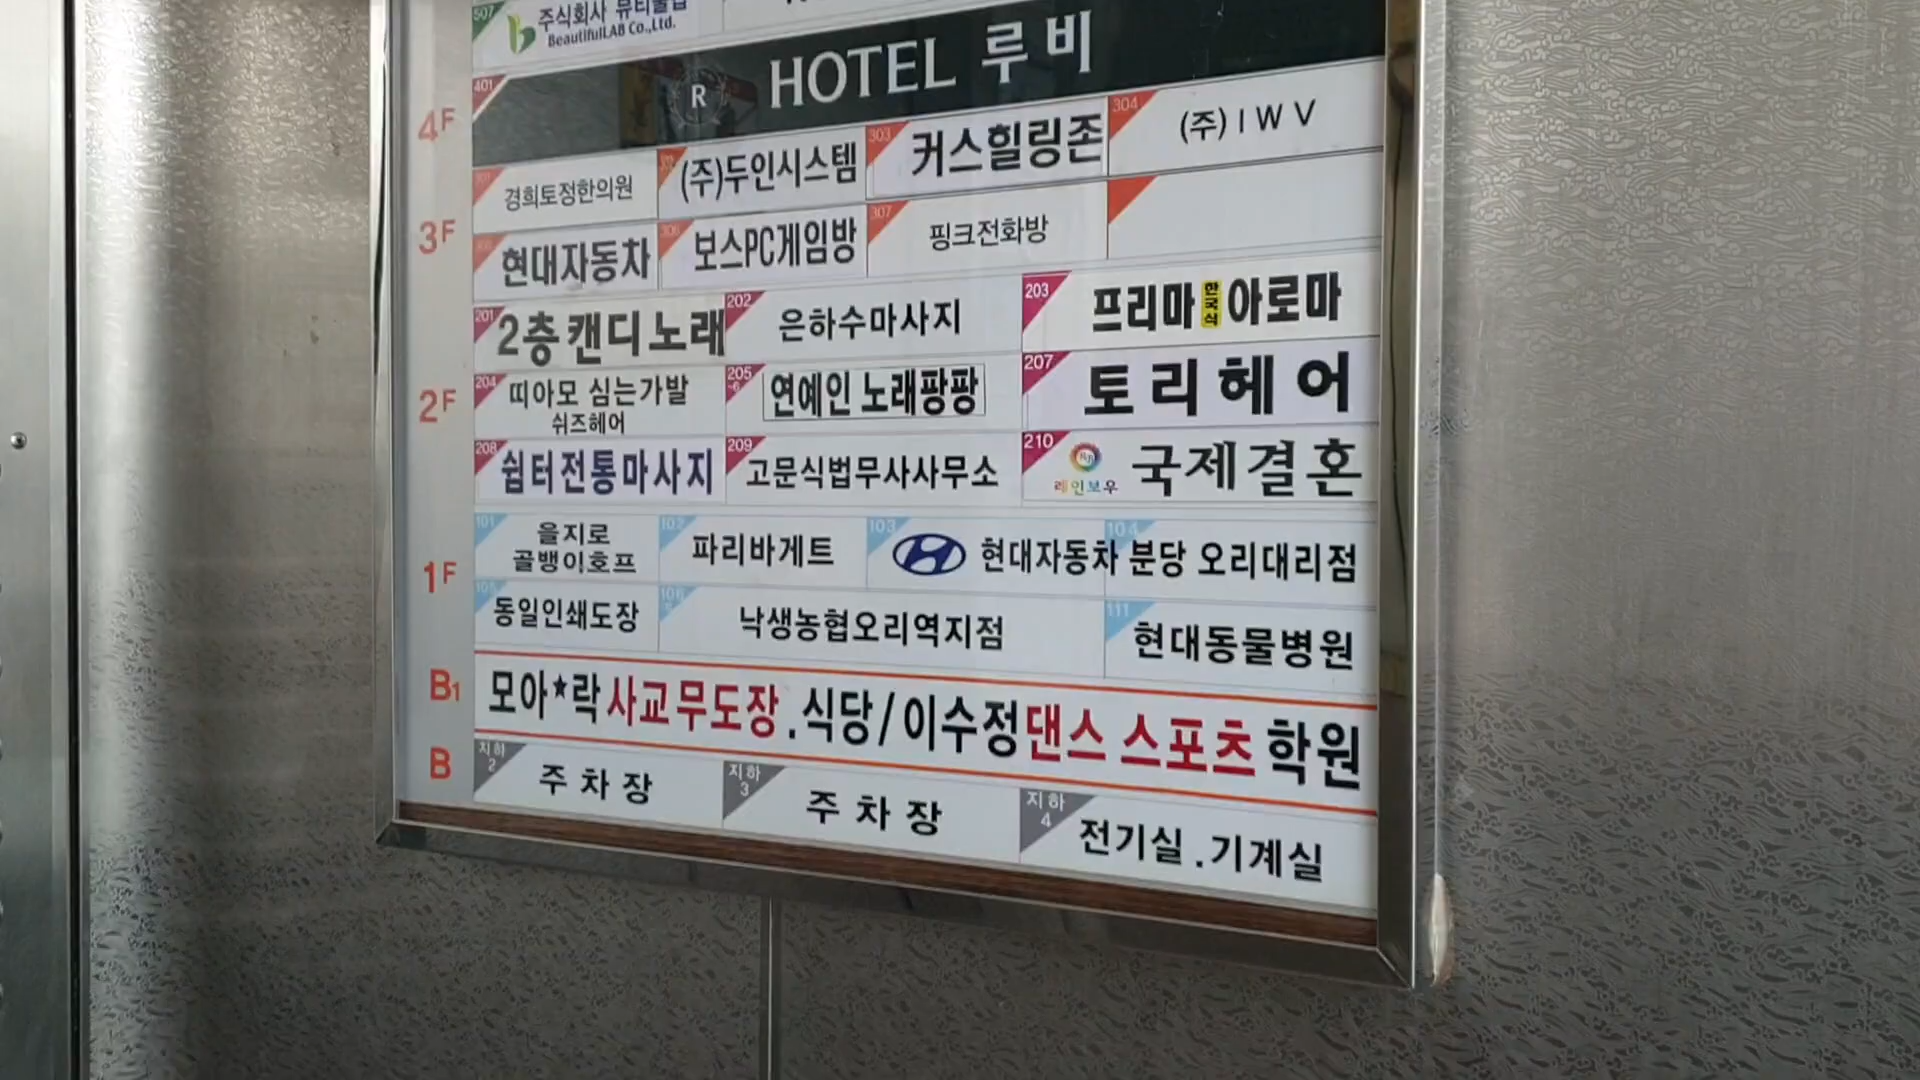 507
주식회사 뷰티풀랩
BeautifulLAB Co.,Ltd.
4F
401
R
HOTEL 루비
3F
301
경희토정한의원
(주)두인시스템
303
커스힐링존
304
(주) I W V
현대자동차
306
보스PC게임방
307
핑크전화방
2F
201
2층캔디노래
202
은하수마사지
203
프리마 한국식 아로마
204
띠아모 심는가발
쉬즈헤어
205
-6
연예인 노래팡팡
207
토리헤어
208
쉼터전통마사지
209
고문식법무사사무소
210
레인보우
국제결혼
1F
101
을지로
골뱅이호프
102
파리바게트
103
104
현대자동차 분당 오리대리점
105
동일인쇄도장
106
낙생농협오리역지점
111
현대동물병원
B1
모아★락사교무도장.식당/이수정댄스스포츠학원
B
지하
2
주차장
지하
3
주차장
지하
4
전기실.기계실